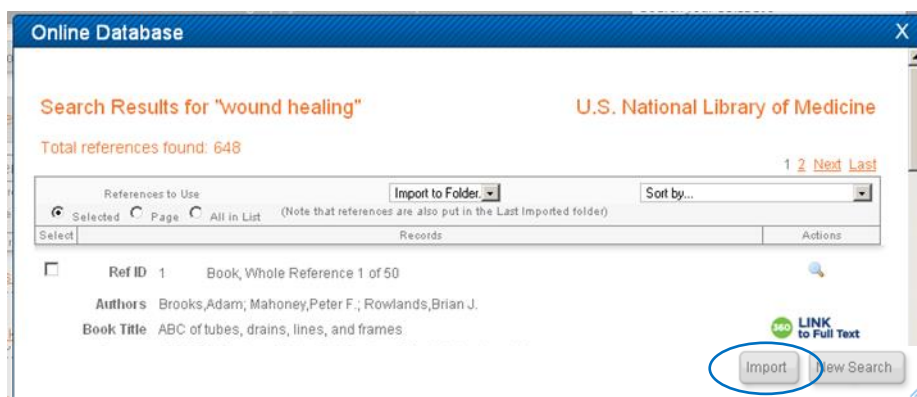 Online Database X
Search Results for "wound healing" U.S. National Library of Medicine
Total references found: 648
1 2 Next Last
References to Use Import to Folder. Sort by...
Selected Page All in List (Note that references are also put in the Last Imported folder)
Select Records Actions
Ref ID 1 Book, Whole Reference 1 of 50
Authors Brooks,Adam; Mahoney,Peter F.; Rowlands,Brian J.
Book Title ABC of tubes, drains, lines, and frames
360 LINK
to Full Text
Import New Search